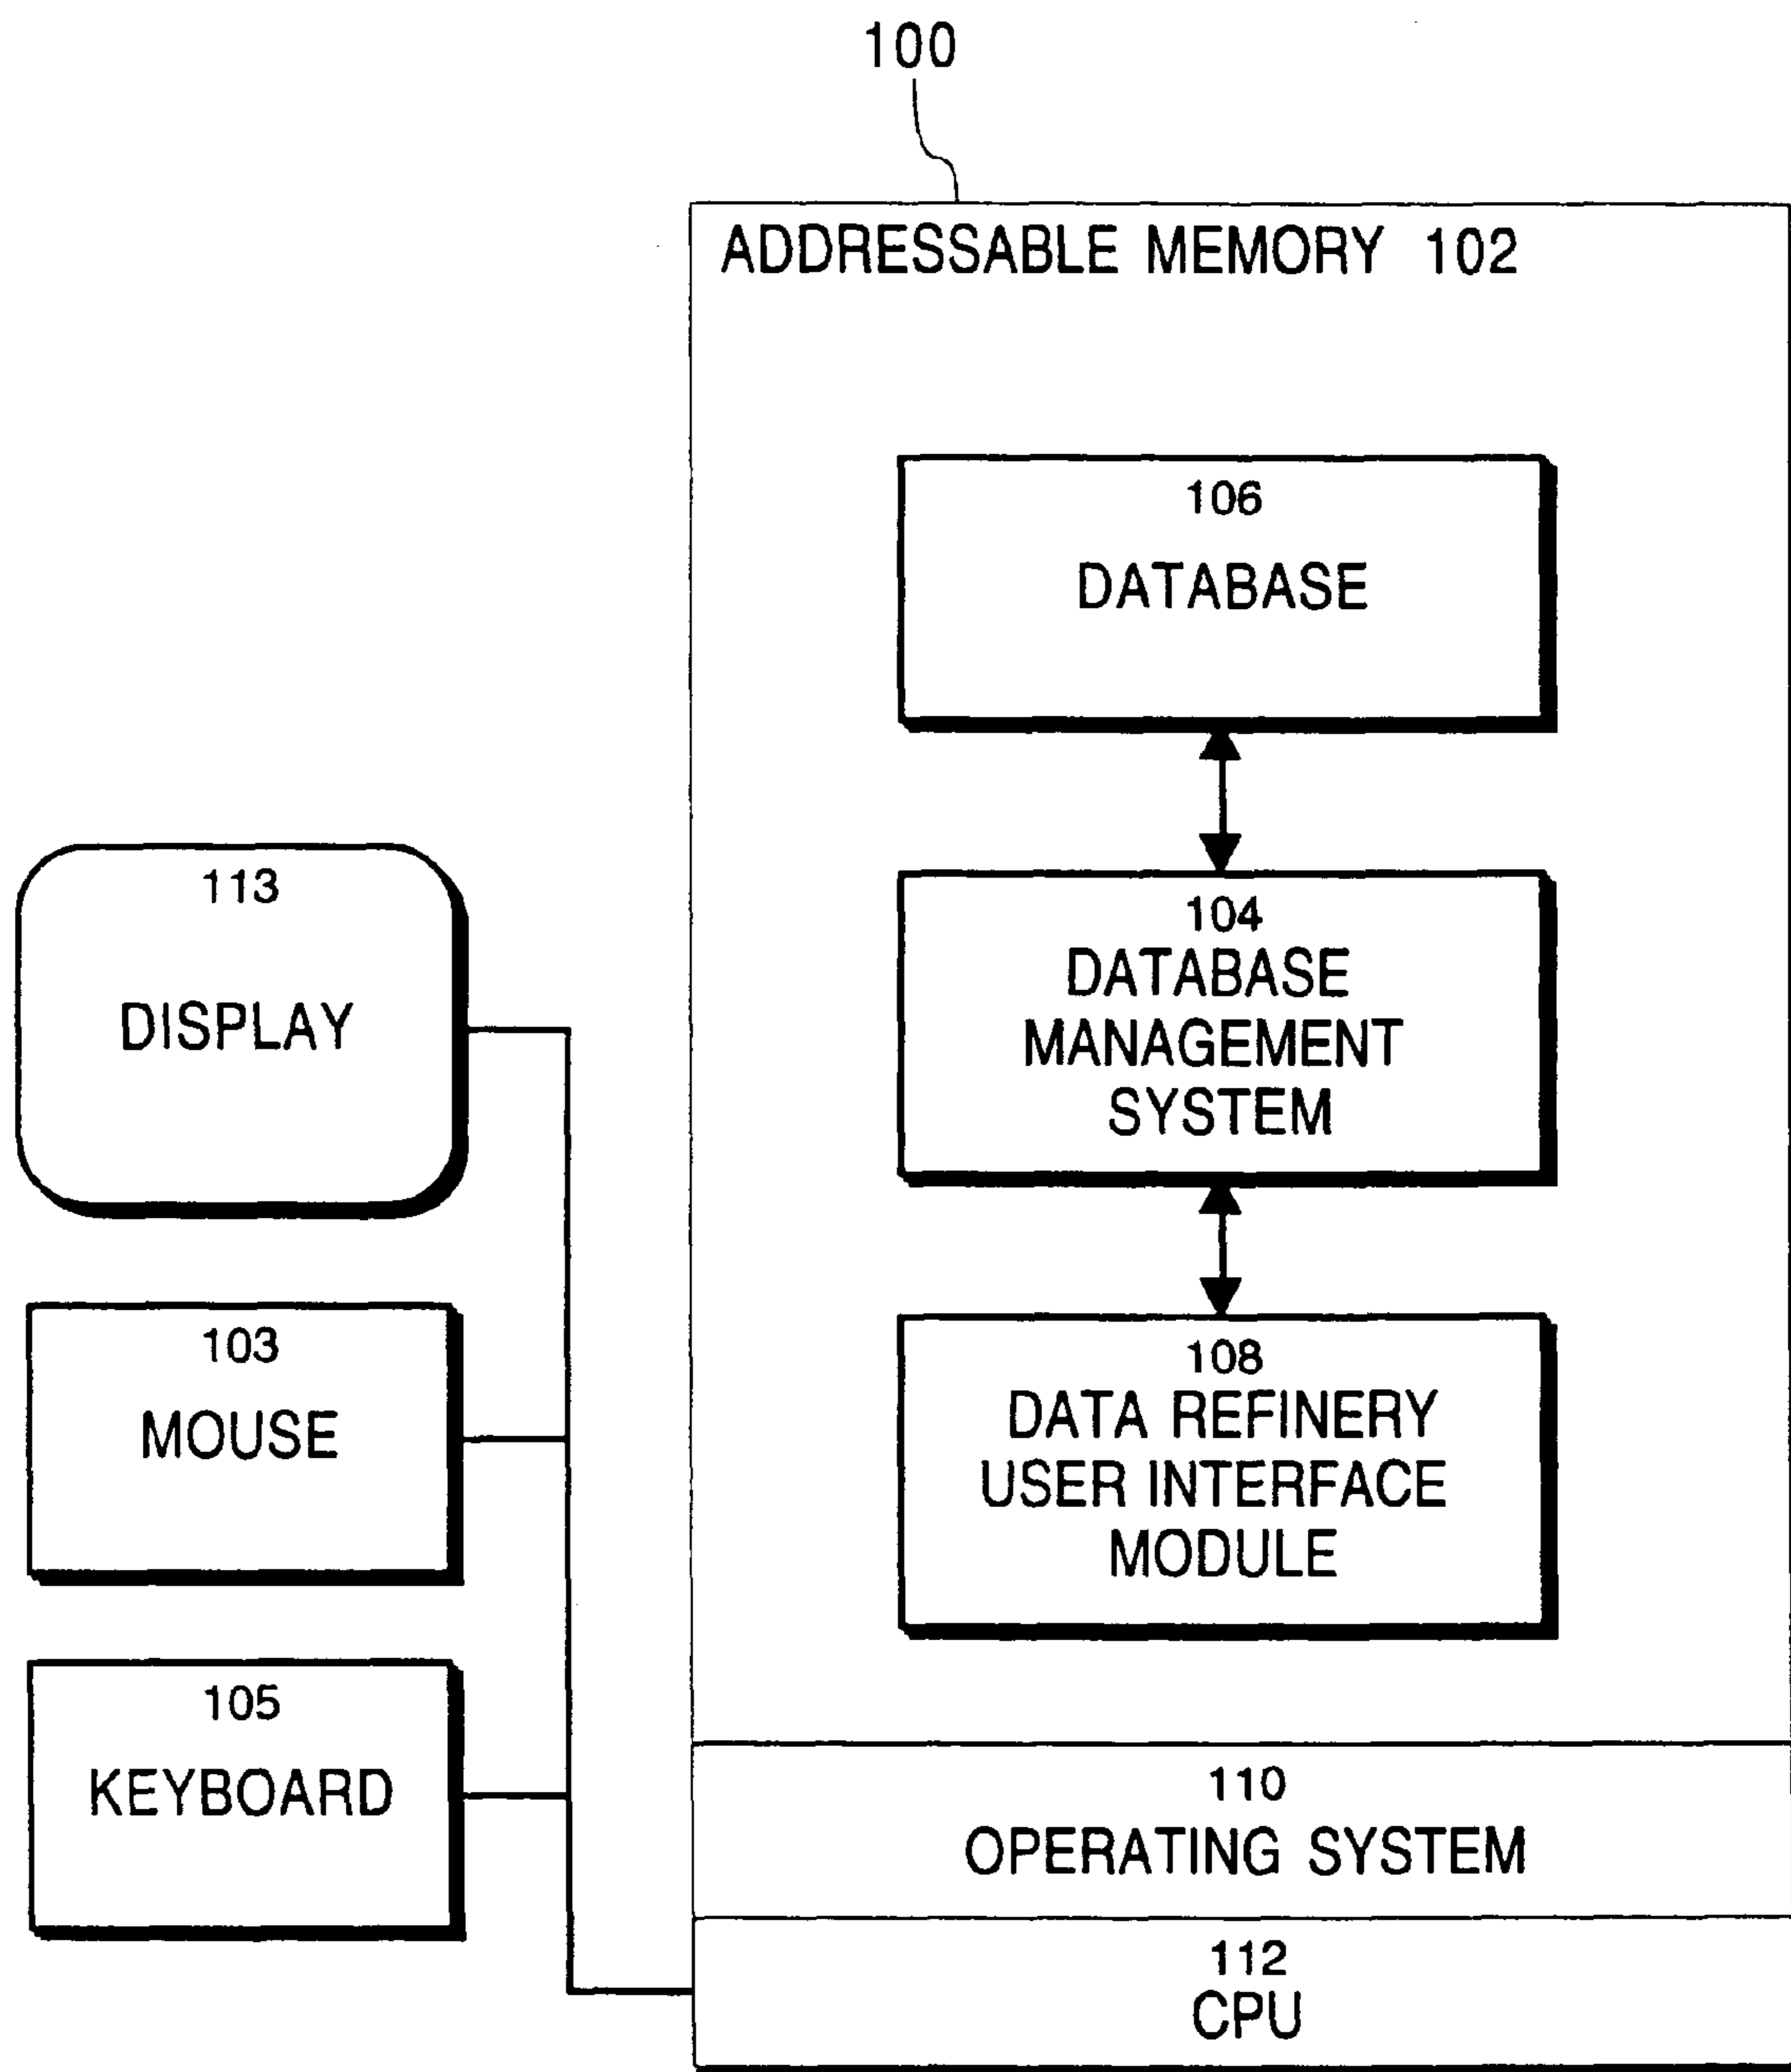 100
ADDRESSABLE MEMORY 102
106
DATABASE
104
DATABASE
MANAGEMENT
SYSTEM
108
DATA REFINERY
USER INTERFACE
MODULE
110
OPERATING SYSTEM
112
CPU
113
DISPLAY
103
MOUSE
105
KEYBOARD